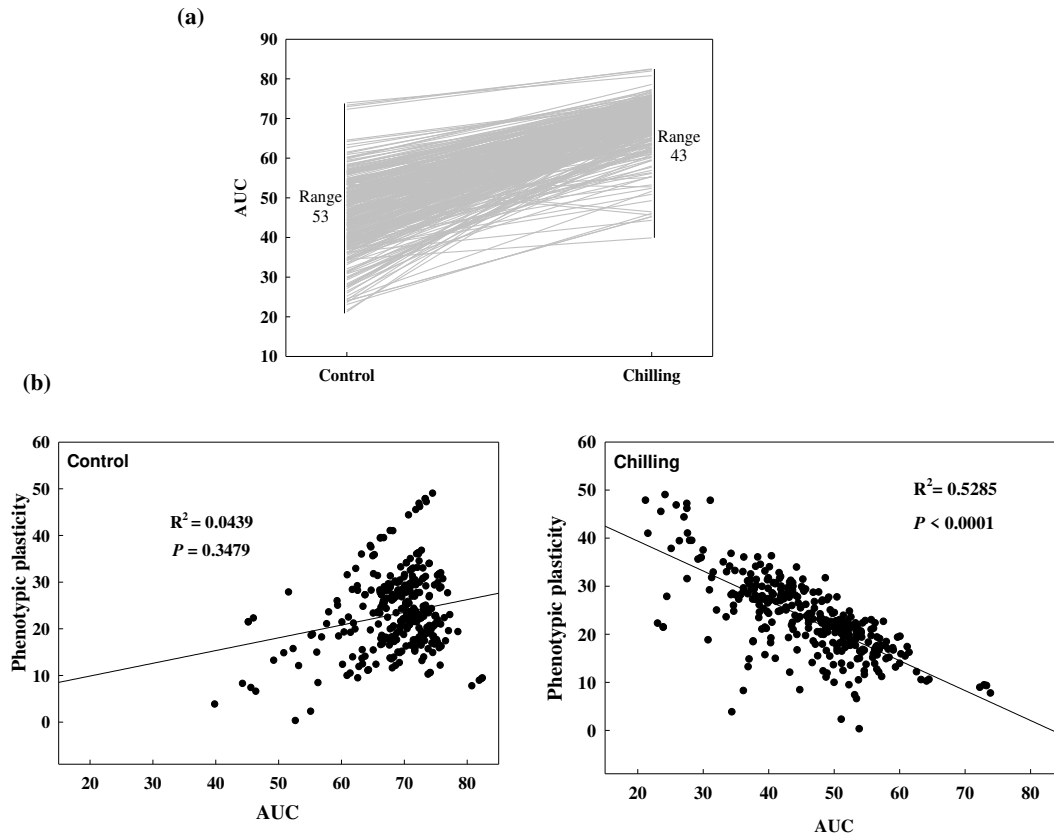 (a)
90
80
70
60
50
40
30
20
10
AUC
Range
53
Range
43
Control
Chilling
(b)
60
50
40
30
20
10
0
Phenotypic plasticity
Control
R²= 0.0439
P = 0.3479
20 30 40 50 60 70 80
AUC
60
50
40
30
20
10
0
Phenotypic plasticity
Chilling
R²= 0.5285
P < 0.0001
20 30 40 50 60 70 80
AUC